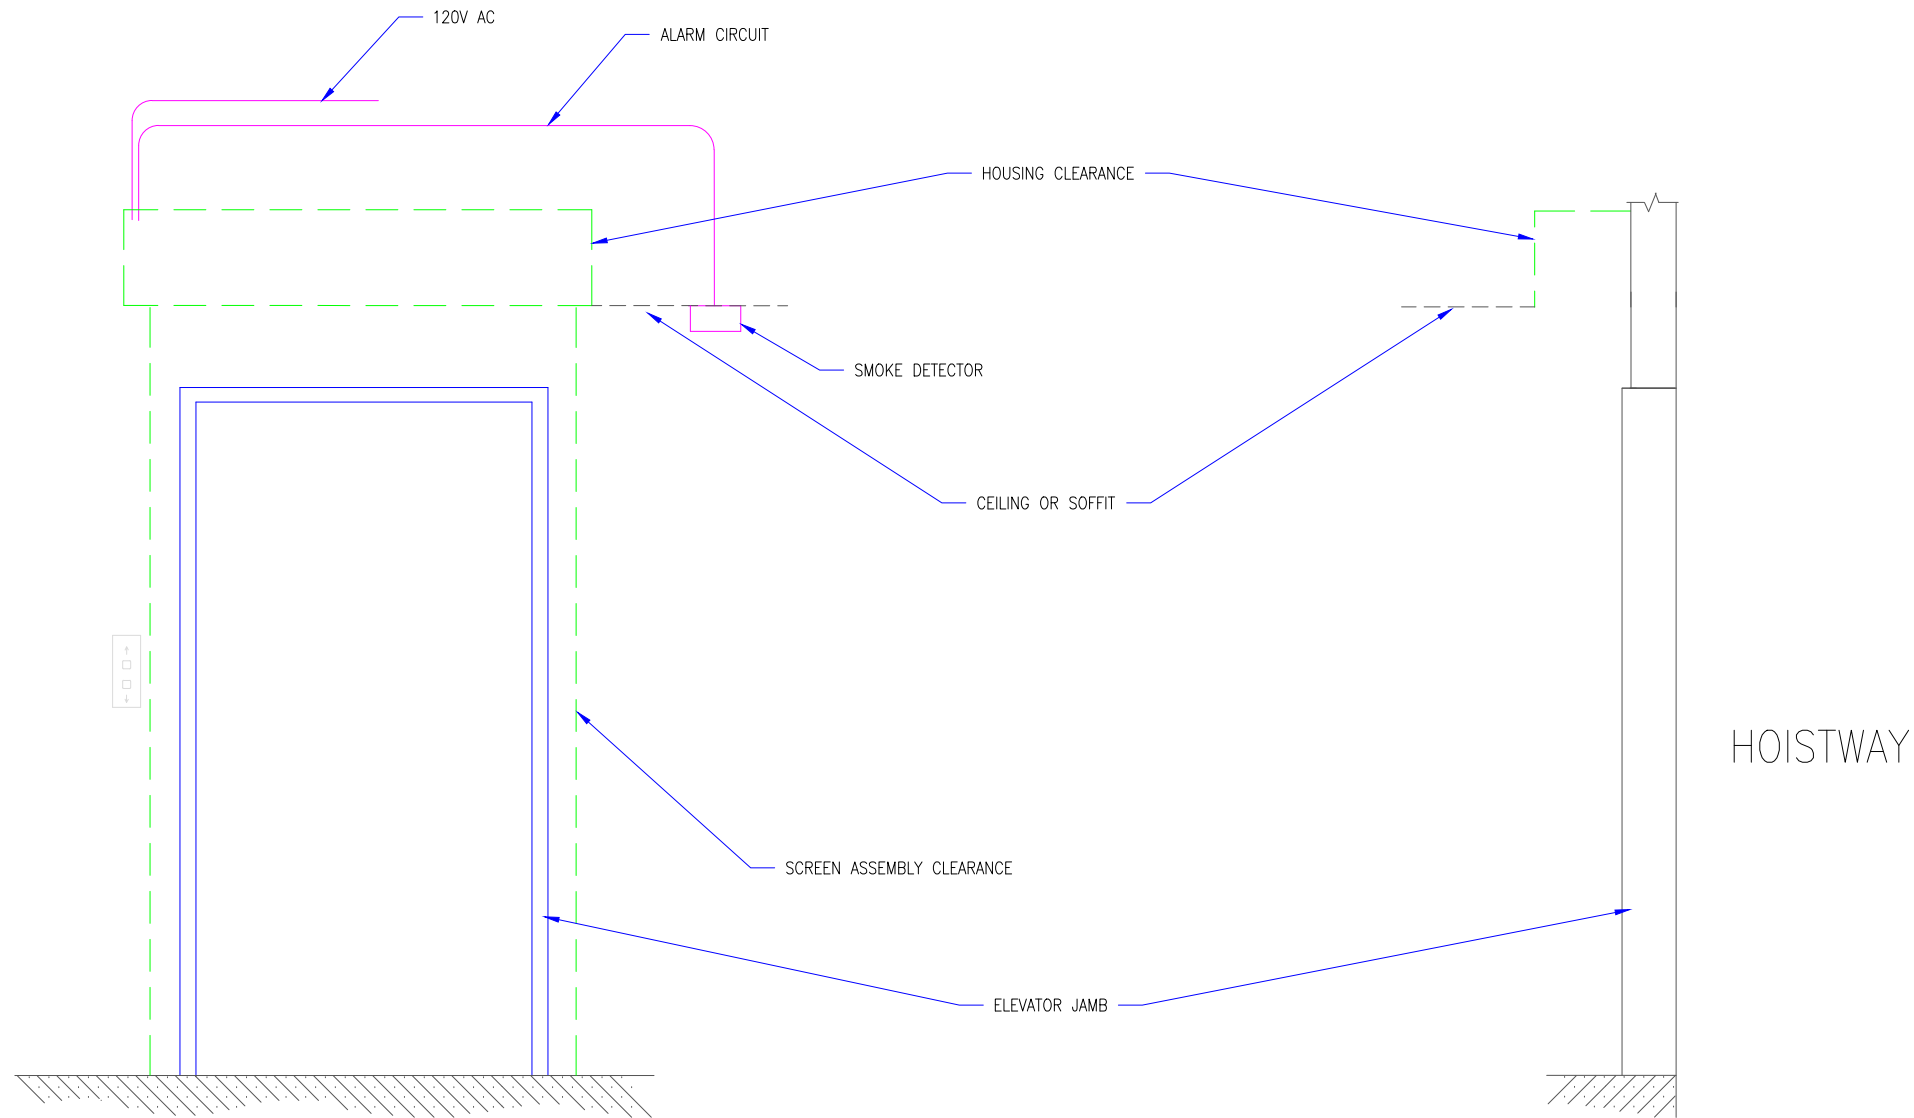 120V AC
ALARM CIRCUIT
HOUSING CLEARANCE
SMOKE DETECTOR
CEILING OR SOFFIT
HOISTWAY
SCREEN ASSEMBLY CLEARANCE
ELEVATOR JAMB